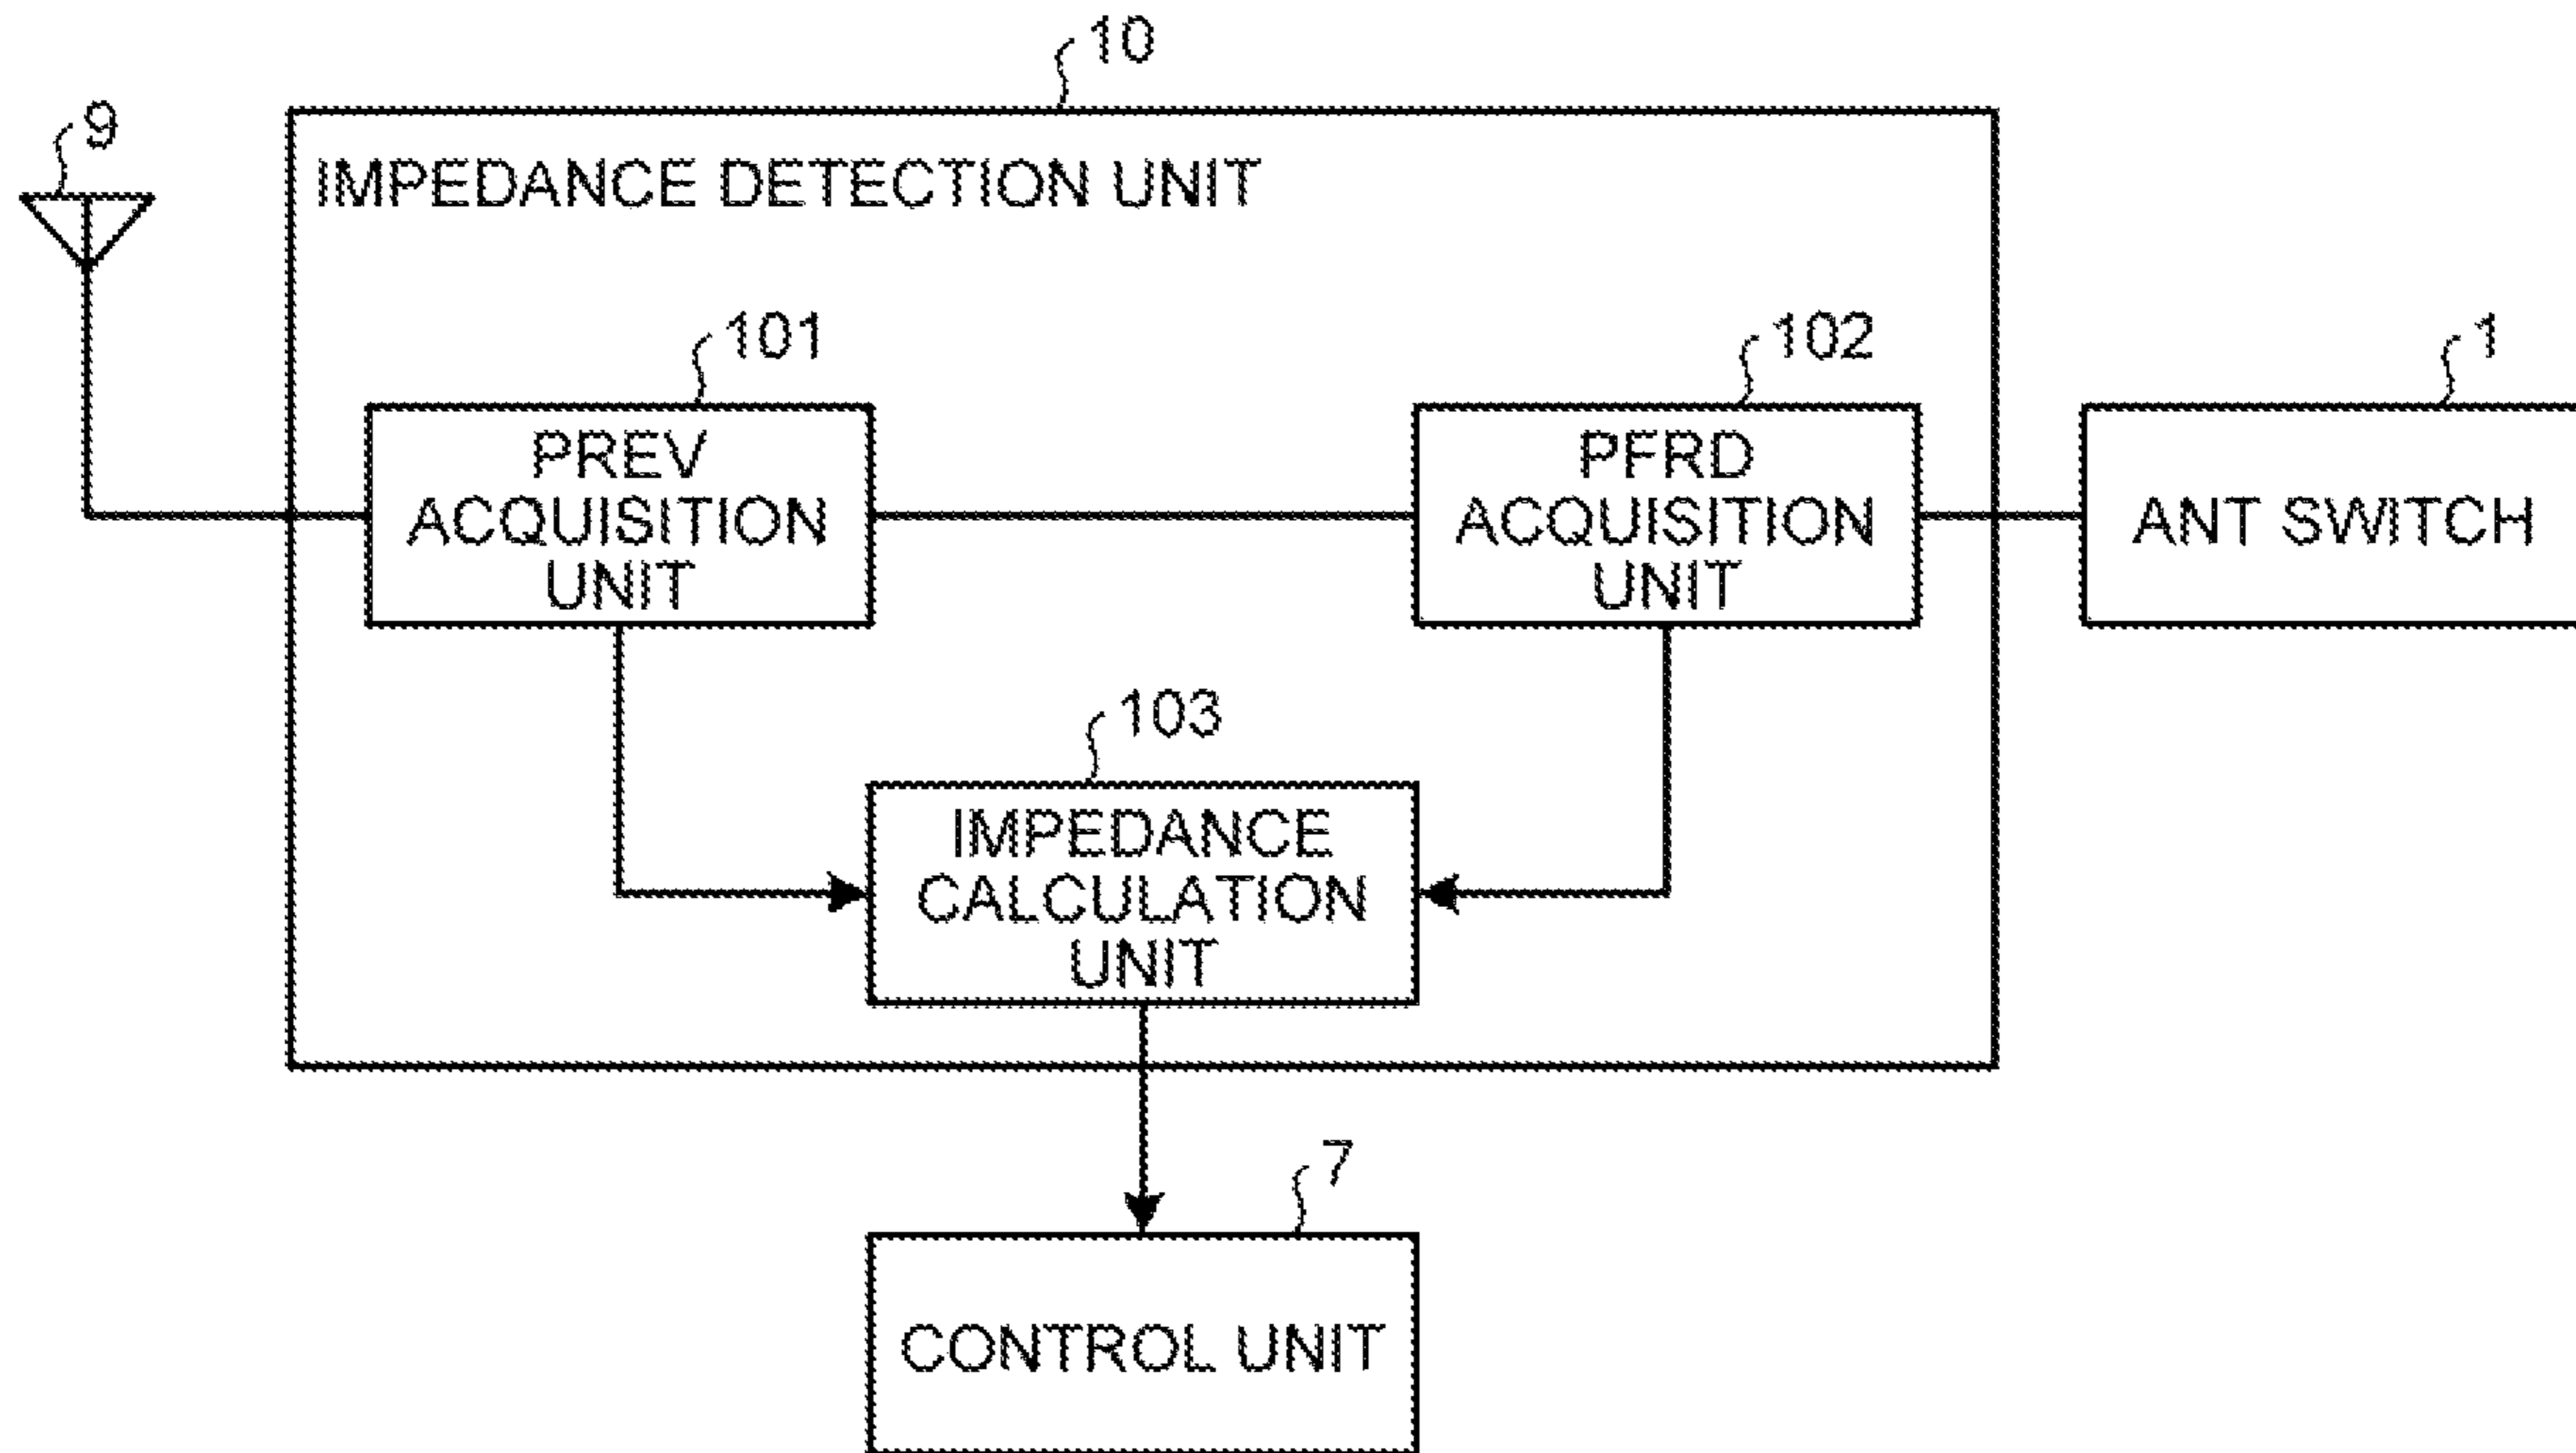 10
9
IMPEDANCE DETECTION UNIT
101
102
1
PREV
ACQUISITION
UNIT
PFRD
ACQUISITION
UNIT
ANT SWITCH
103
IMPEDANCE
CALCULATION
UNIT
7
CONTROL UNIT